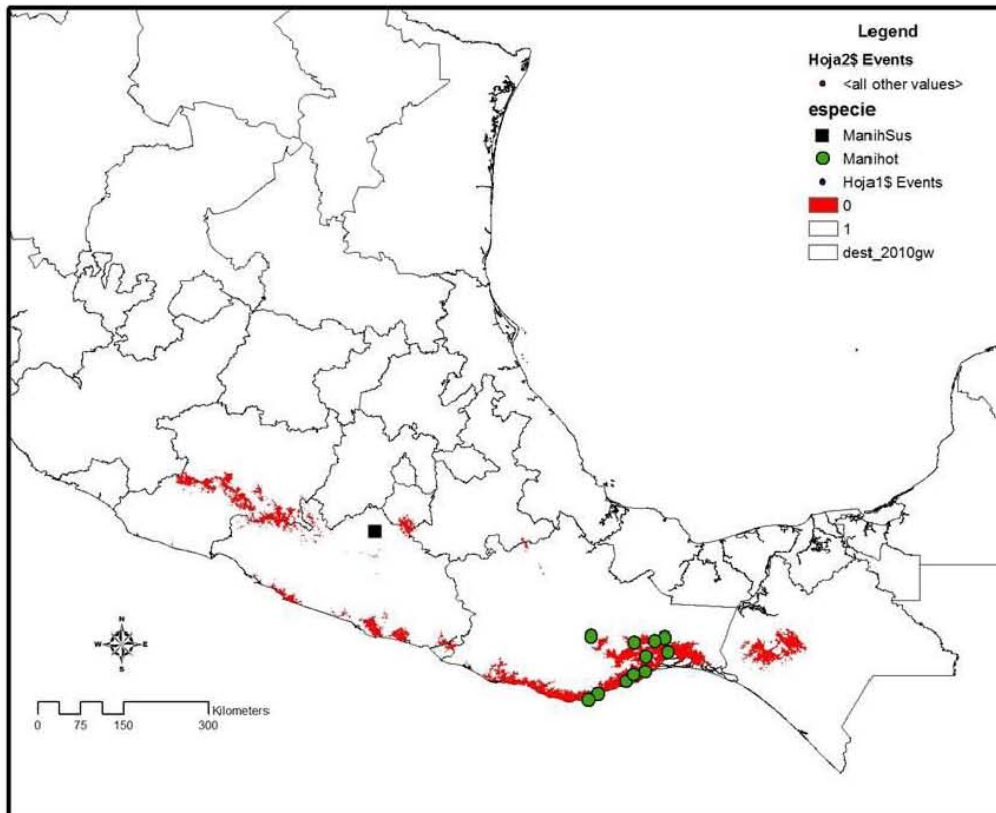 Legend
Hoja2$ Events
<all other values>
especie
ManihSus
Manihot
Hoja1$ Events
0
1
dest_2010gw
N
W E
S
Kilometers
0 75 150 300